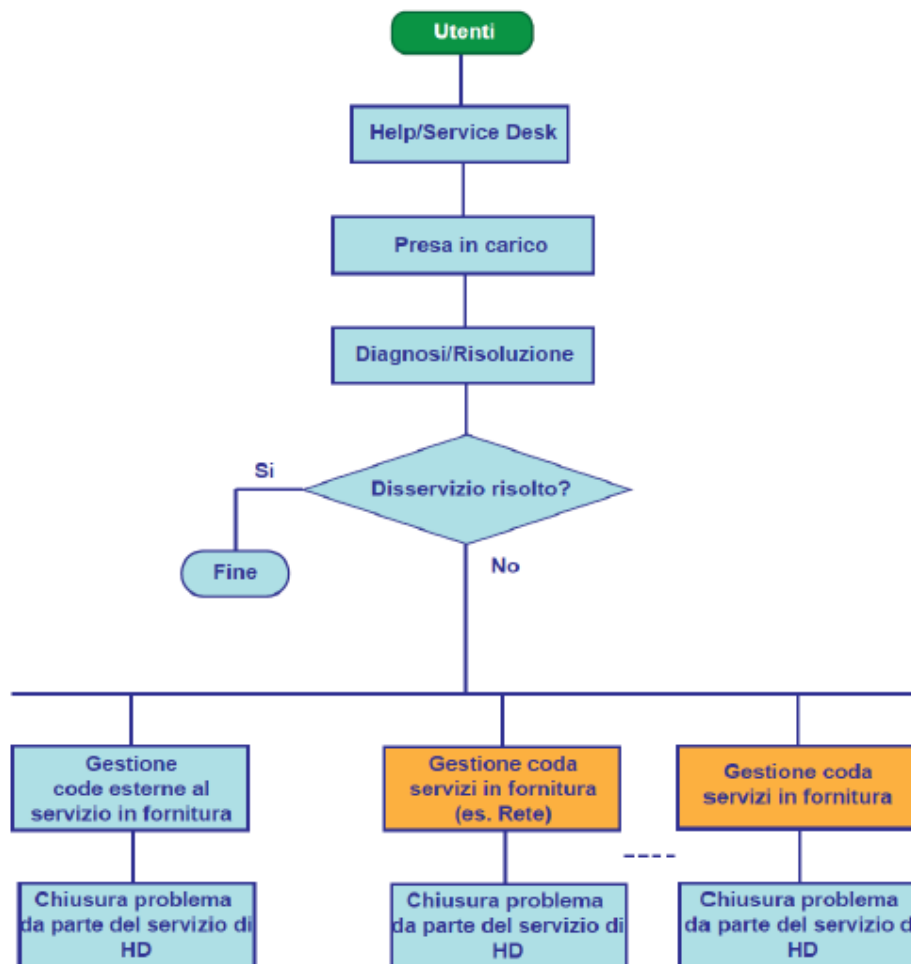 Utenti
Help/Service Desk
Presa in carico
Diagnosi/Risoluzione
Si
Disservizio risolto?
Fine
No
Gestione
code esterne al
servizio in fornitura
Gestione coda
servizi in fornitura
(es. Rete)
Gestione coda
servizi in fornitura
Chiusura problema
da parte del servizio di
HD
Chiusura problema
da parte del servizio di
HD
Chiusura problema
da parte del servizio d
HD